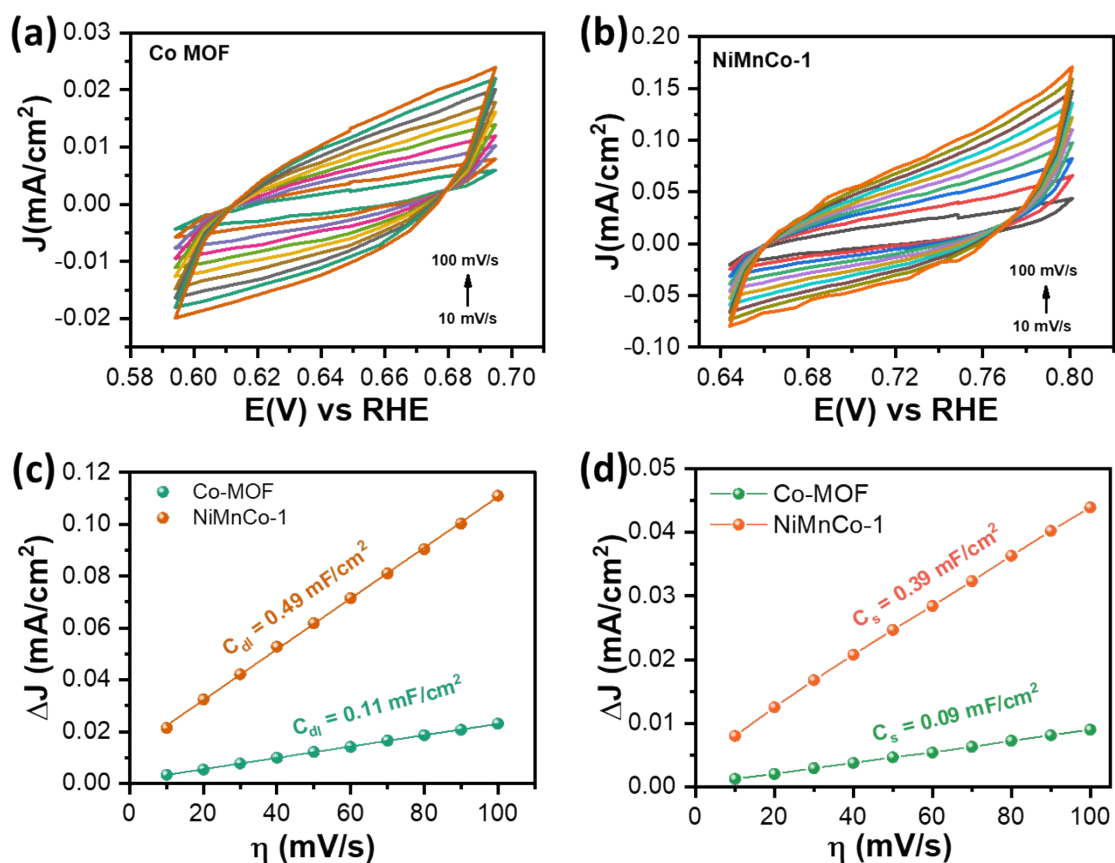 (a)
Co MOF
0.03
0.02
0.01
0.00
-0.01
-0.02
J(mA/cm²)
100 mV/s
10 mV/s
0.58 0.60 0.62 0.64 0.66 0.68 0.70
E(V) vs RHE
(b)
NiMnCo-1
0.20
0.15
0.10
0.05
0.00
-0.05
-0.10
J(mA/cm²)
100 mV/s
10 mV/s
0.64 0.68 0.72 0.76 0.80
E(V) vs RHE
(c)
Co-MOF
NiMnCo-1
0.12
0.10
0.08
0.06
0.04
0.02
0.00
ΔJ (mA/cm²)
C_dl = 0.49 mF/cm²
C_dl = 0.11 mF/cm²
0 20 40 60 80 100
η (mV/s)
(d)
Co-MOF
NiMnCo-1
0.05
0.04
0.03
0.02
0.01
0.00
ΔJ (mA/cm²)
C_s = 0.39 mF/cm²
C_s = 0.09 mF/cm²
0 20 40 60 80 100
η (mV/s)